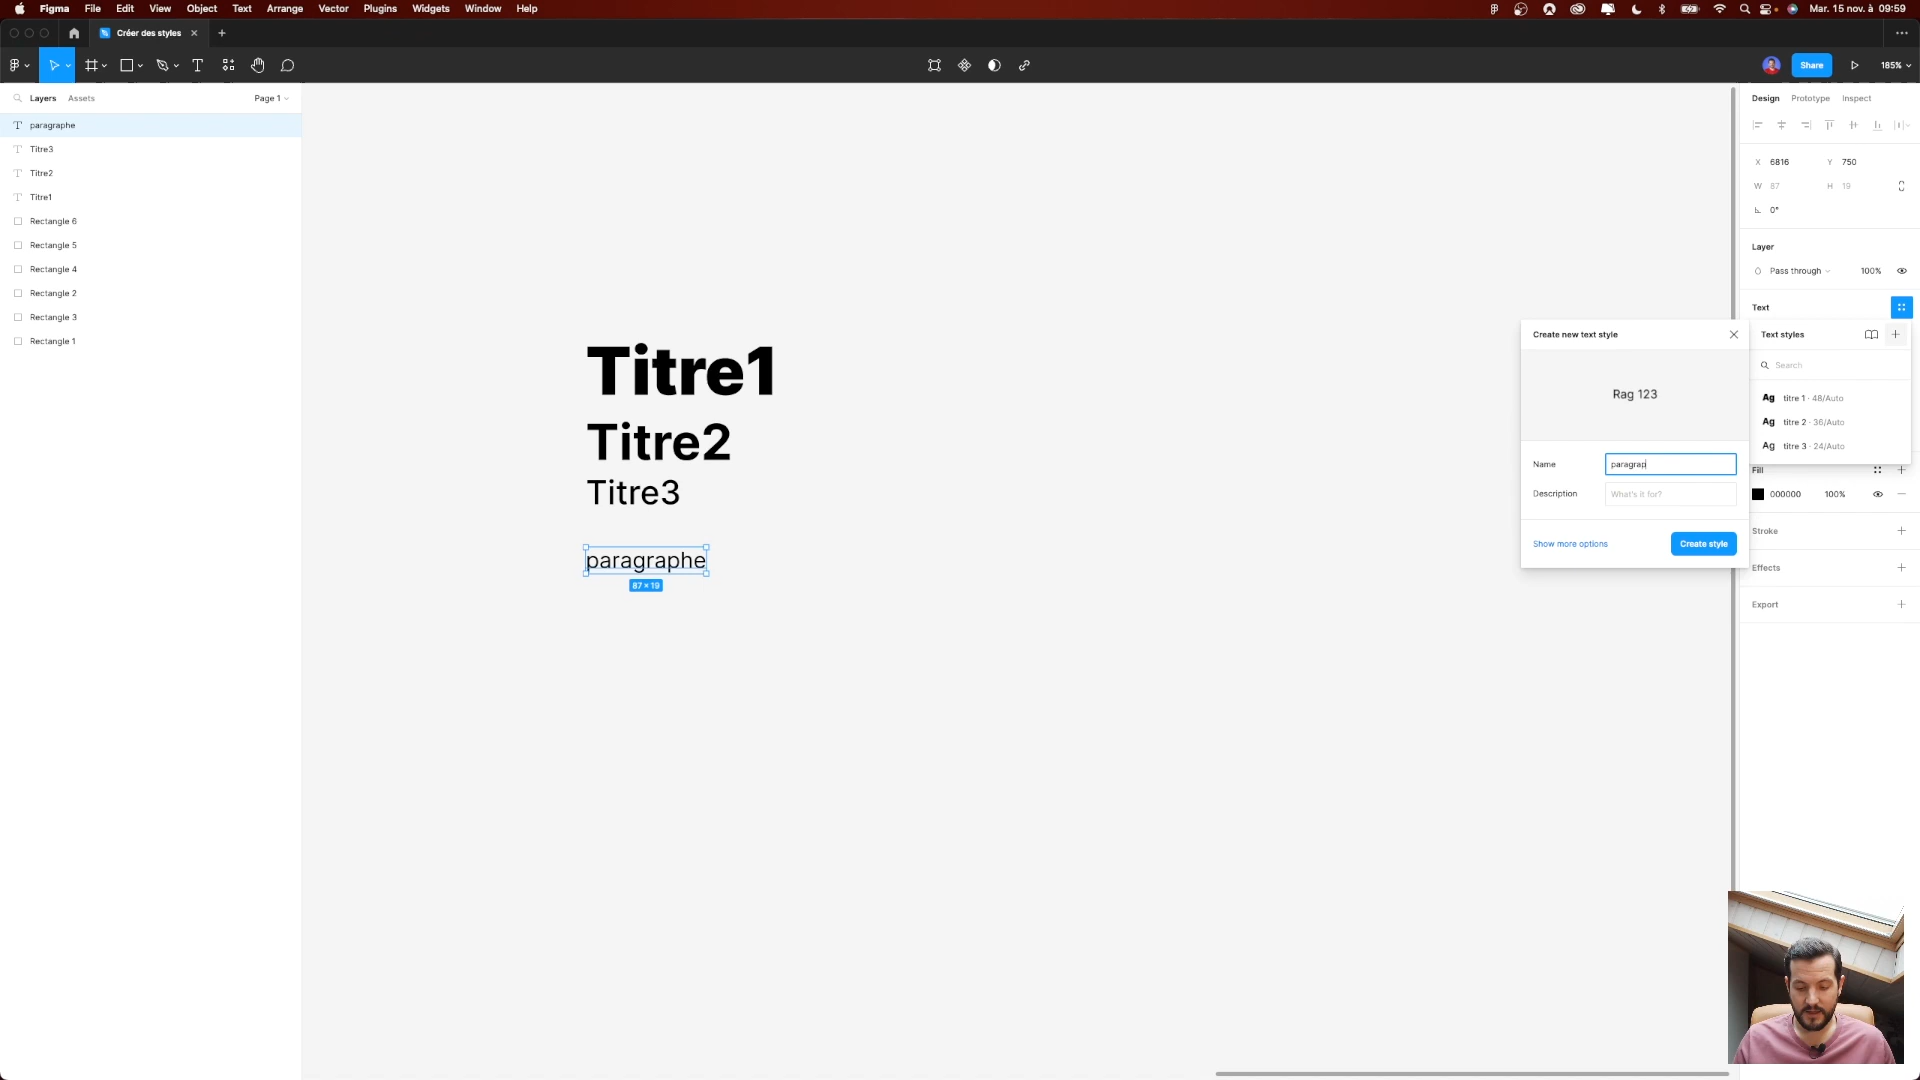 Figma File Edit View Object Text Arrange Vector Plugins Widgets Window Help Mar. 15 nov. à 09:59
Créer des styles
Share 185%
Layers Assets Page 1
paragraphe
Titre3
Titre2
Titre1
Rectangle 6
Rectangle 5
Rectangle 4
Rectangle 2
Rectangle 3
Rectangle 1
Titre1
Titre2
Titre3
paragraphe
87 × 19
Create new text style
Rag 123
Name paragrap
Description What's it for?
Show more options Create style
Design Prototype Inspect
X 6816 Y 750
W 87 H 19
0°
Layer
Pass through 100%
Text
Text styles
Search
Ag titre 1 · 48/Auto
Ag titre 2 · 36/Auto
Ag titre 3 · 24/Auto
Fill
000000 100%
Stroke
Effects
Export